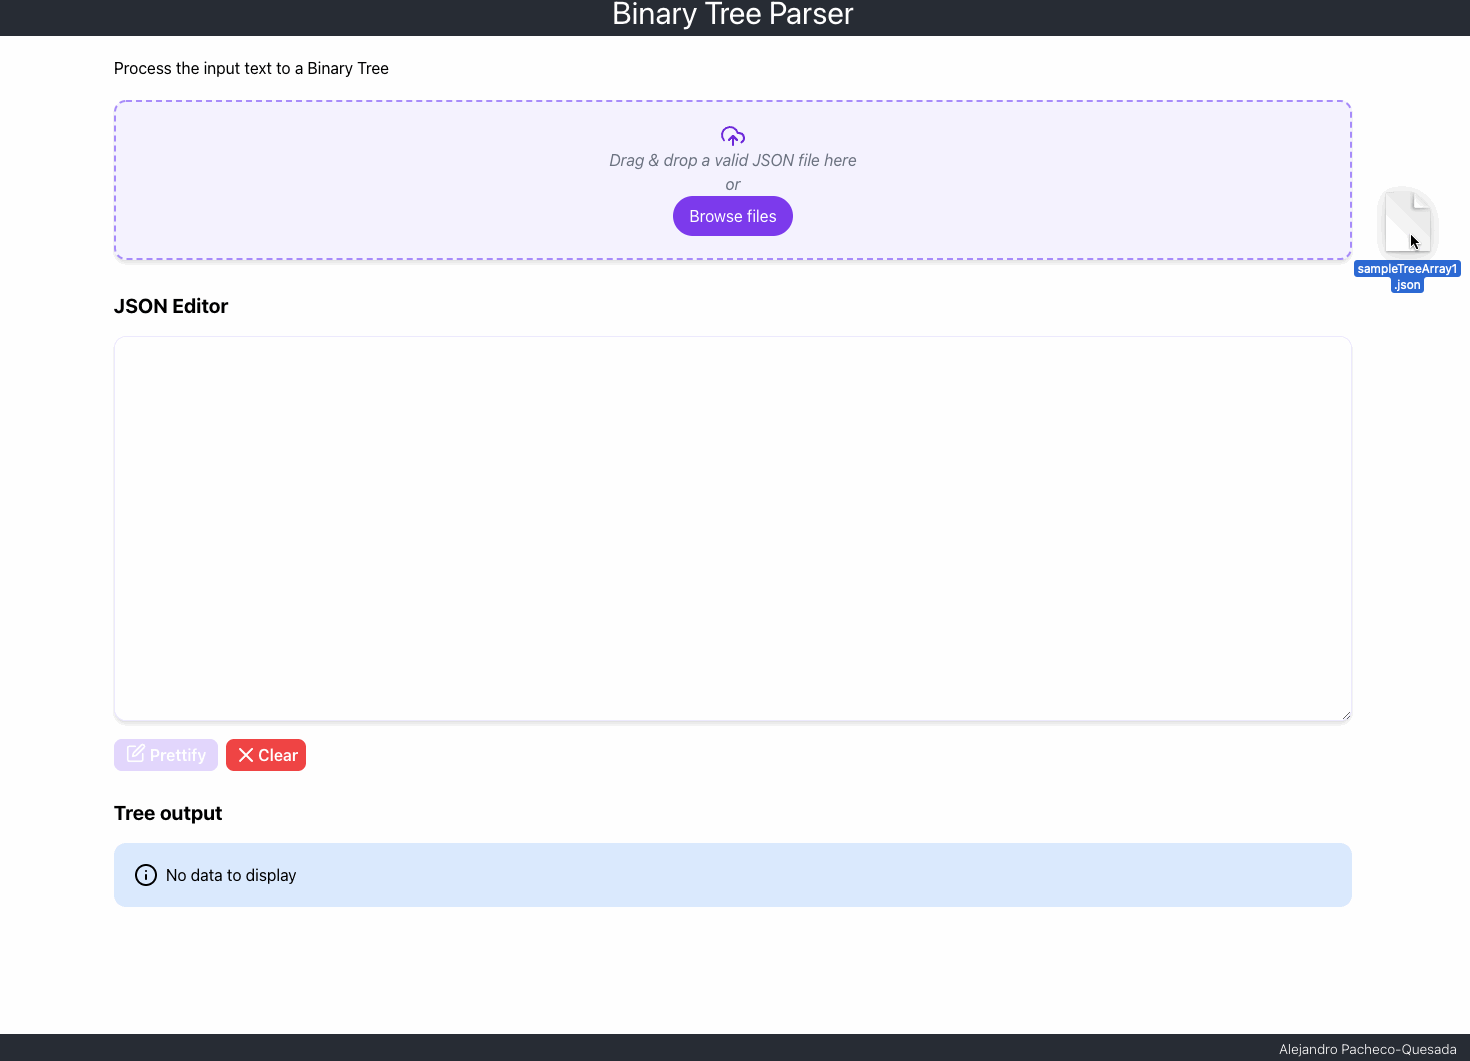 Binary Tree Parser
Process the input text to a Binary Tree
Drag & drop a valid JSON file here
or
Browse files
sampleTreeArray1
.json
JSON Editor
Prettify
Clear
Tree output
No data to display
Alejandro Pacheco-Quesada